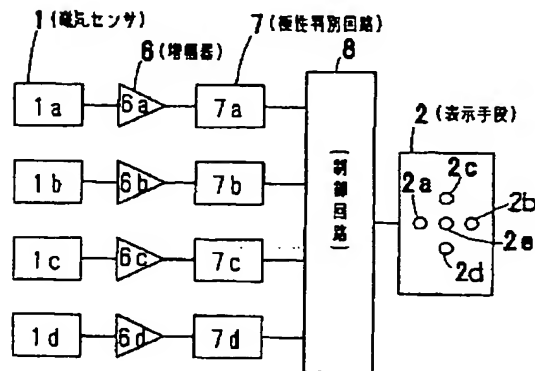 1 (磁気センサ)
6 (増幅器)
7 (極性判別回路)
8
2 (表示手段)
1a 6a 7a
1b 6b 7b
1c 6c 7c
1d 6d 7d
(制御回路)
2c
2a
2b
2e
2d